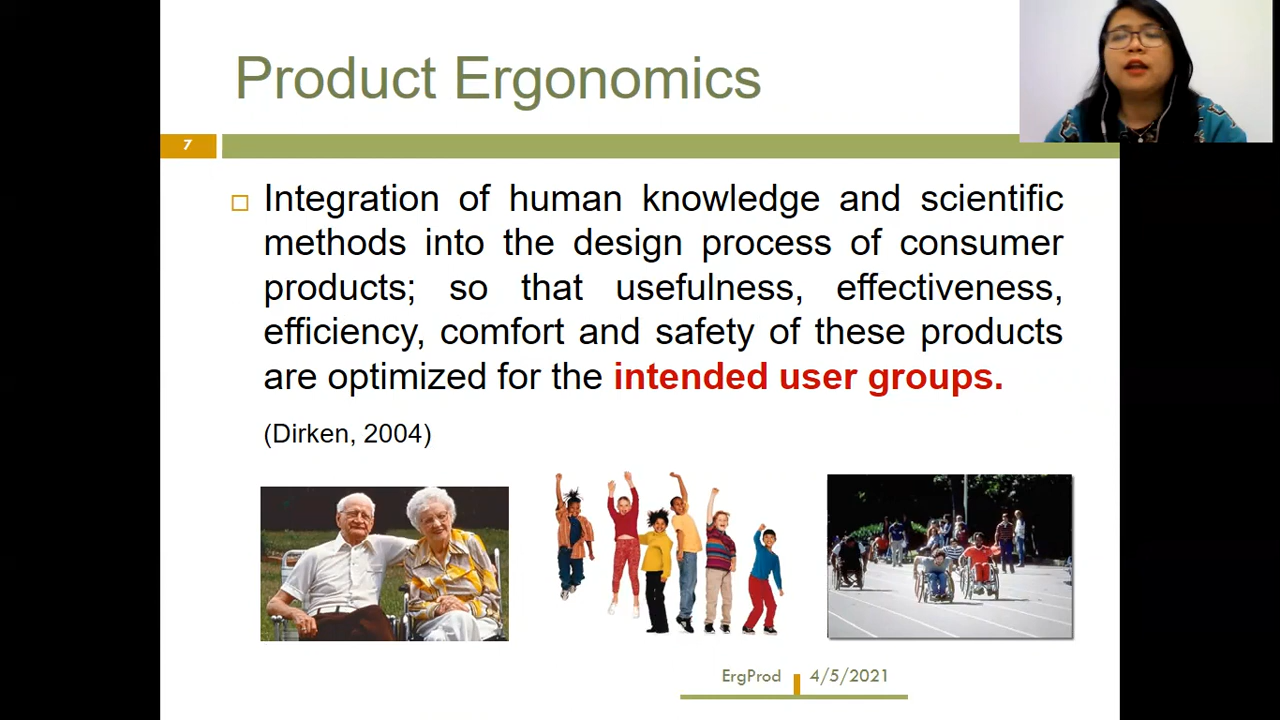 Product Ergonomics
7
Integration of human knowledge and scientific
methods into the design process of consumer
products; so that usefulness, effectiveness,
efficiency, comfort and safety of these products
are optimized for the intended user groups.
(Dirken, 2004)
ErgProd 4/5/2021